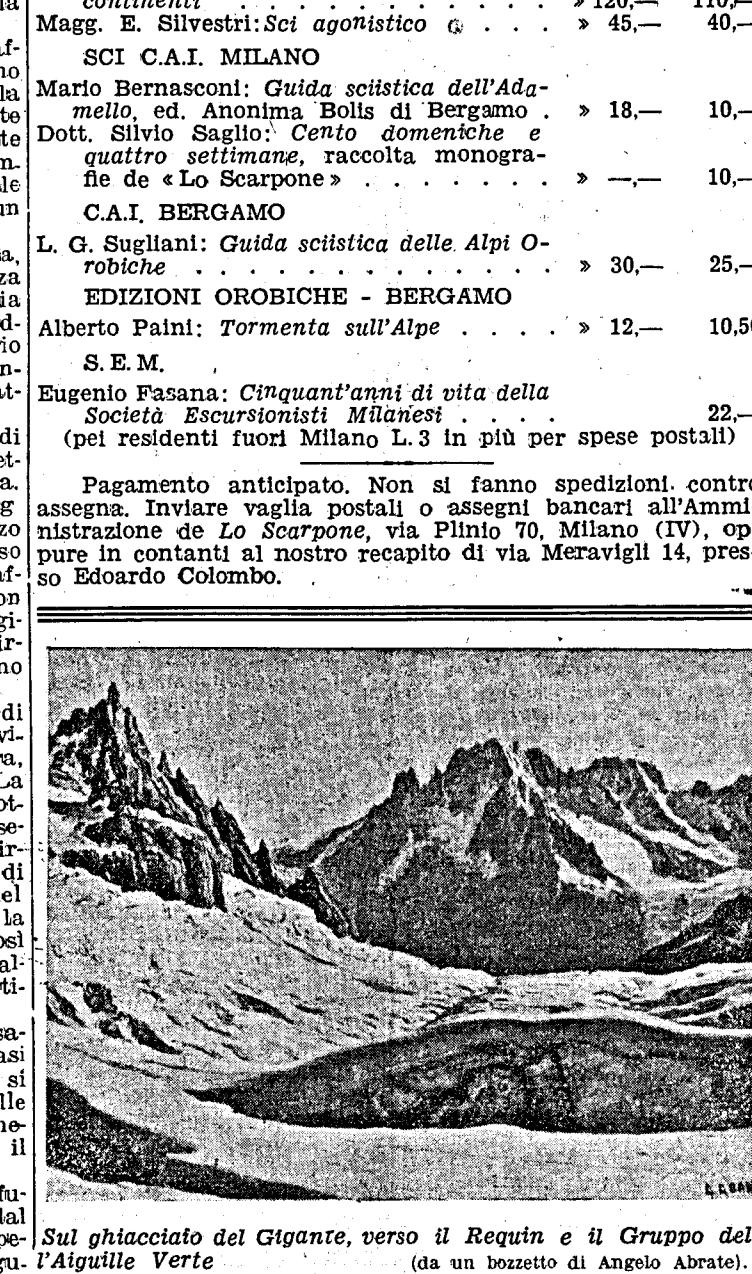 continenti . . . . . . . . . . » 120,— 110,—
Magg. E. Silvestri: Sci agonistico . . . » 45,— 40,—
SCI C.A.I. MILANO
Mario Bernasconi: Guida sciistica dell'Ada-
mello, ed. Anonima Bolis di Bergamo . » 18,— 10,—
Dott. Silvio Saglio: Cento domeniche e
quattro settimane, raccolta monogra-
fie de « Lo Scarpone » . . . . . . . » —,— 10,—
C.A.I. BERGAMO
L. G. Sugliani: Guida sciistica delle Alpi O-
robiche . . . . . . . . . . . . . » 30,— 25,—
EDIZIONI OROBICHE - BERGAMO
Alberto Paini: Tormenta sull'Alpe . . . . » 12,— 10,50
S. E. M.
Eugenio Fasana: Cinquant'anni di vita della
Società Escursionisti Milanesi . . . . 22,—
(pei residenti fuori Milano L. 3 in più per spese postali)
Pagamento anticipato. Non si fanno spedizioni contro
assegna. Inviare vaglia postali o assegni bancari all'Ammi
nistrazione de Lo Scarpone, via Plinio 70, Milano (IV), op
pure in contanti al nostro recapito di via Meravigli 14, pres-
so Edoardo Colombo.
Sul ghiacciaio del Gigante, verso il Requin e il Gruppo del
l'Aiguille Verte (da un bozzetto di Angelo Abrate).